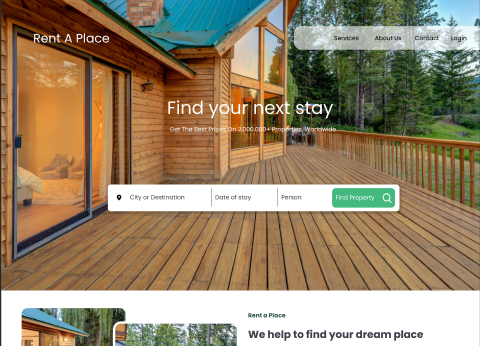 Rent A Place
Services About Us Contact Login
Find your next stay
Get The Best Prices On 2,000,000+ Properties, Worldwide
City or Destination Date of stay Person Find Property
Rent a Place
We help to find your dream place